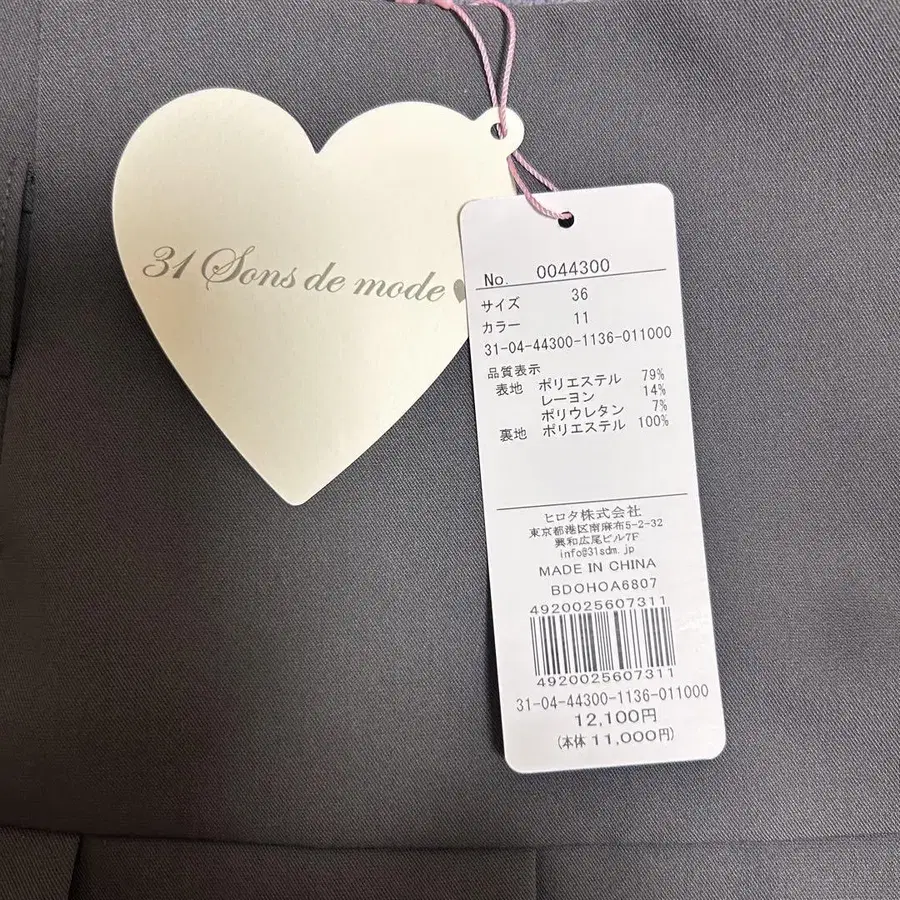 31 Sons de mode
No. 0044300
サイズ 36
カラー 11
31-04-44300-1136-011000
品質表示
表地 ポリエステル 79%
レーヨン 14%
ポリウレタン 7%
裏地 ポリエステル 100%
ヒロタ株式会社
東京都港区南麻布5-2-32
興和広尾ビル7F
info@31sdm.jp
MADE IN CHINA
BDOHOA6807
4920025607311
4920025607311
31-04-44300-1136-011000
12,100円
(本体 11,000円)